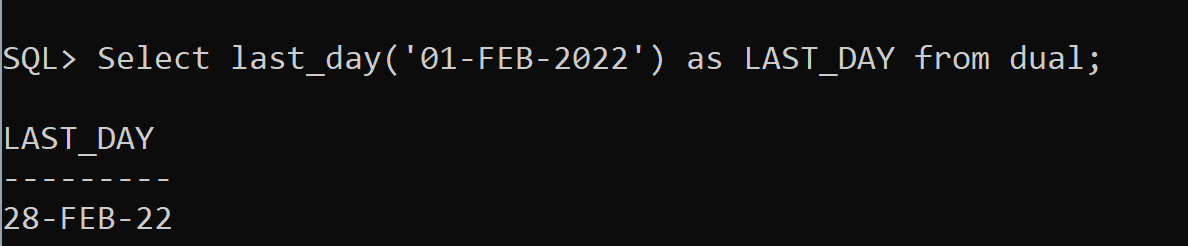 SQL> Select last_day('01-FEB-2022') as LAST_DAY from dual;
LAST_DAY
---------
28-FEB-22